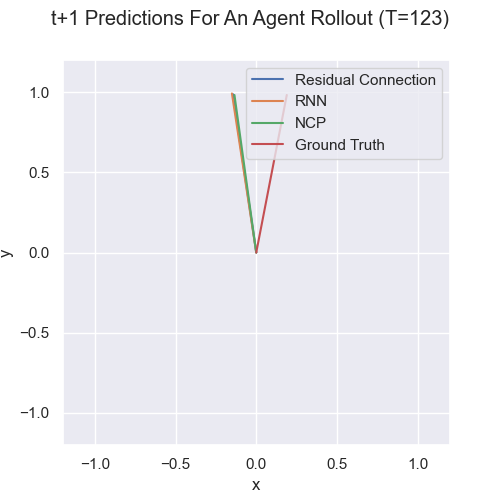 t+1 Predictions For An Agent Rollout (T=123)
Residual Connection
RNN
NCP
Ground Truth
1.0
0.5
0.0
−0.5
−1.0
y
−1.0 −0.5 0.0 0.5 1.0
x